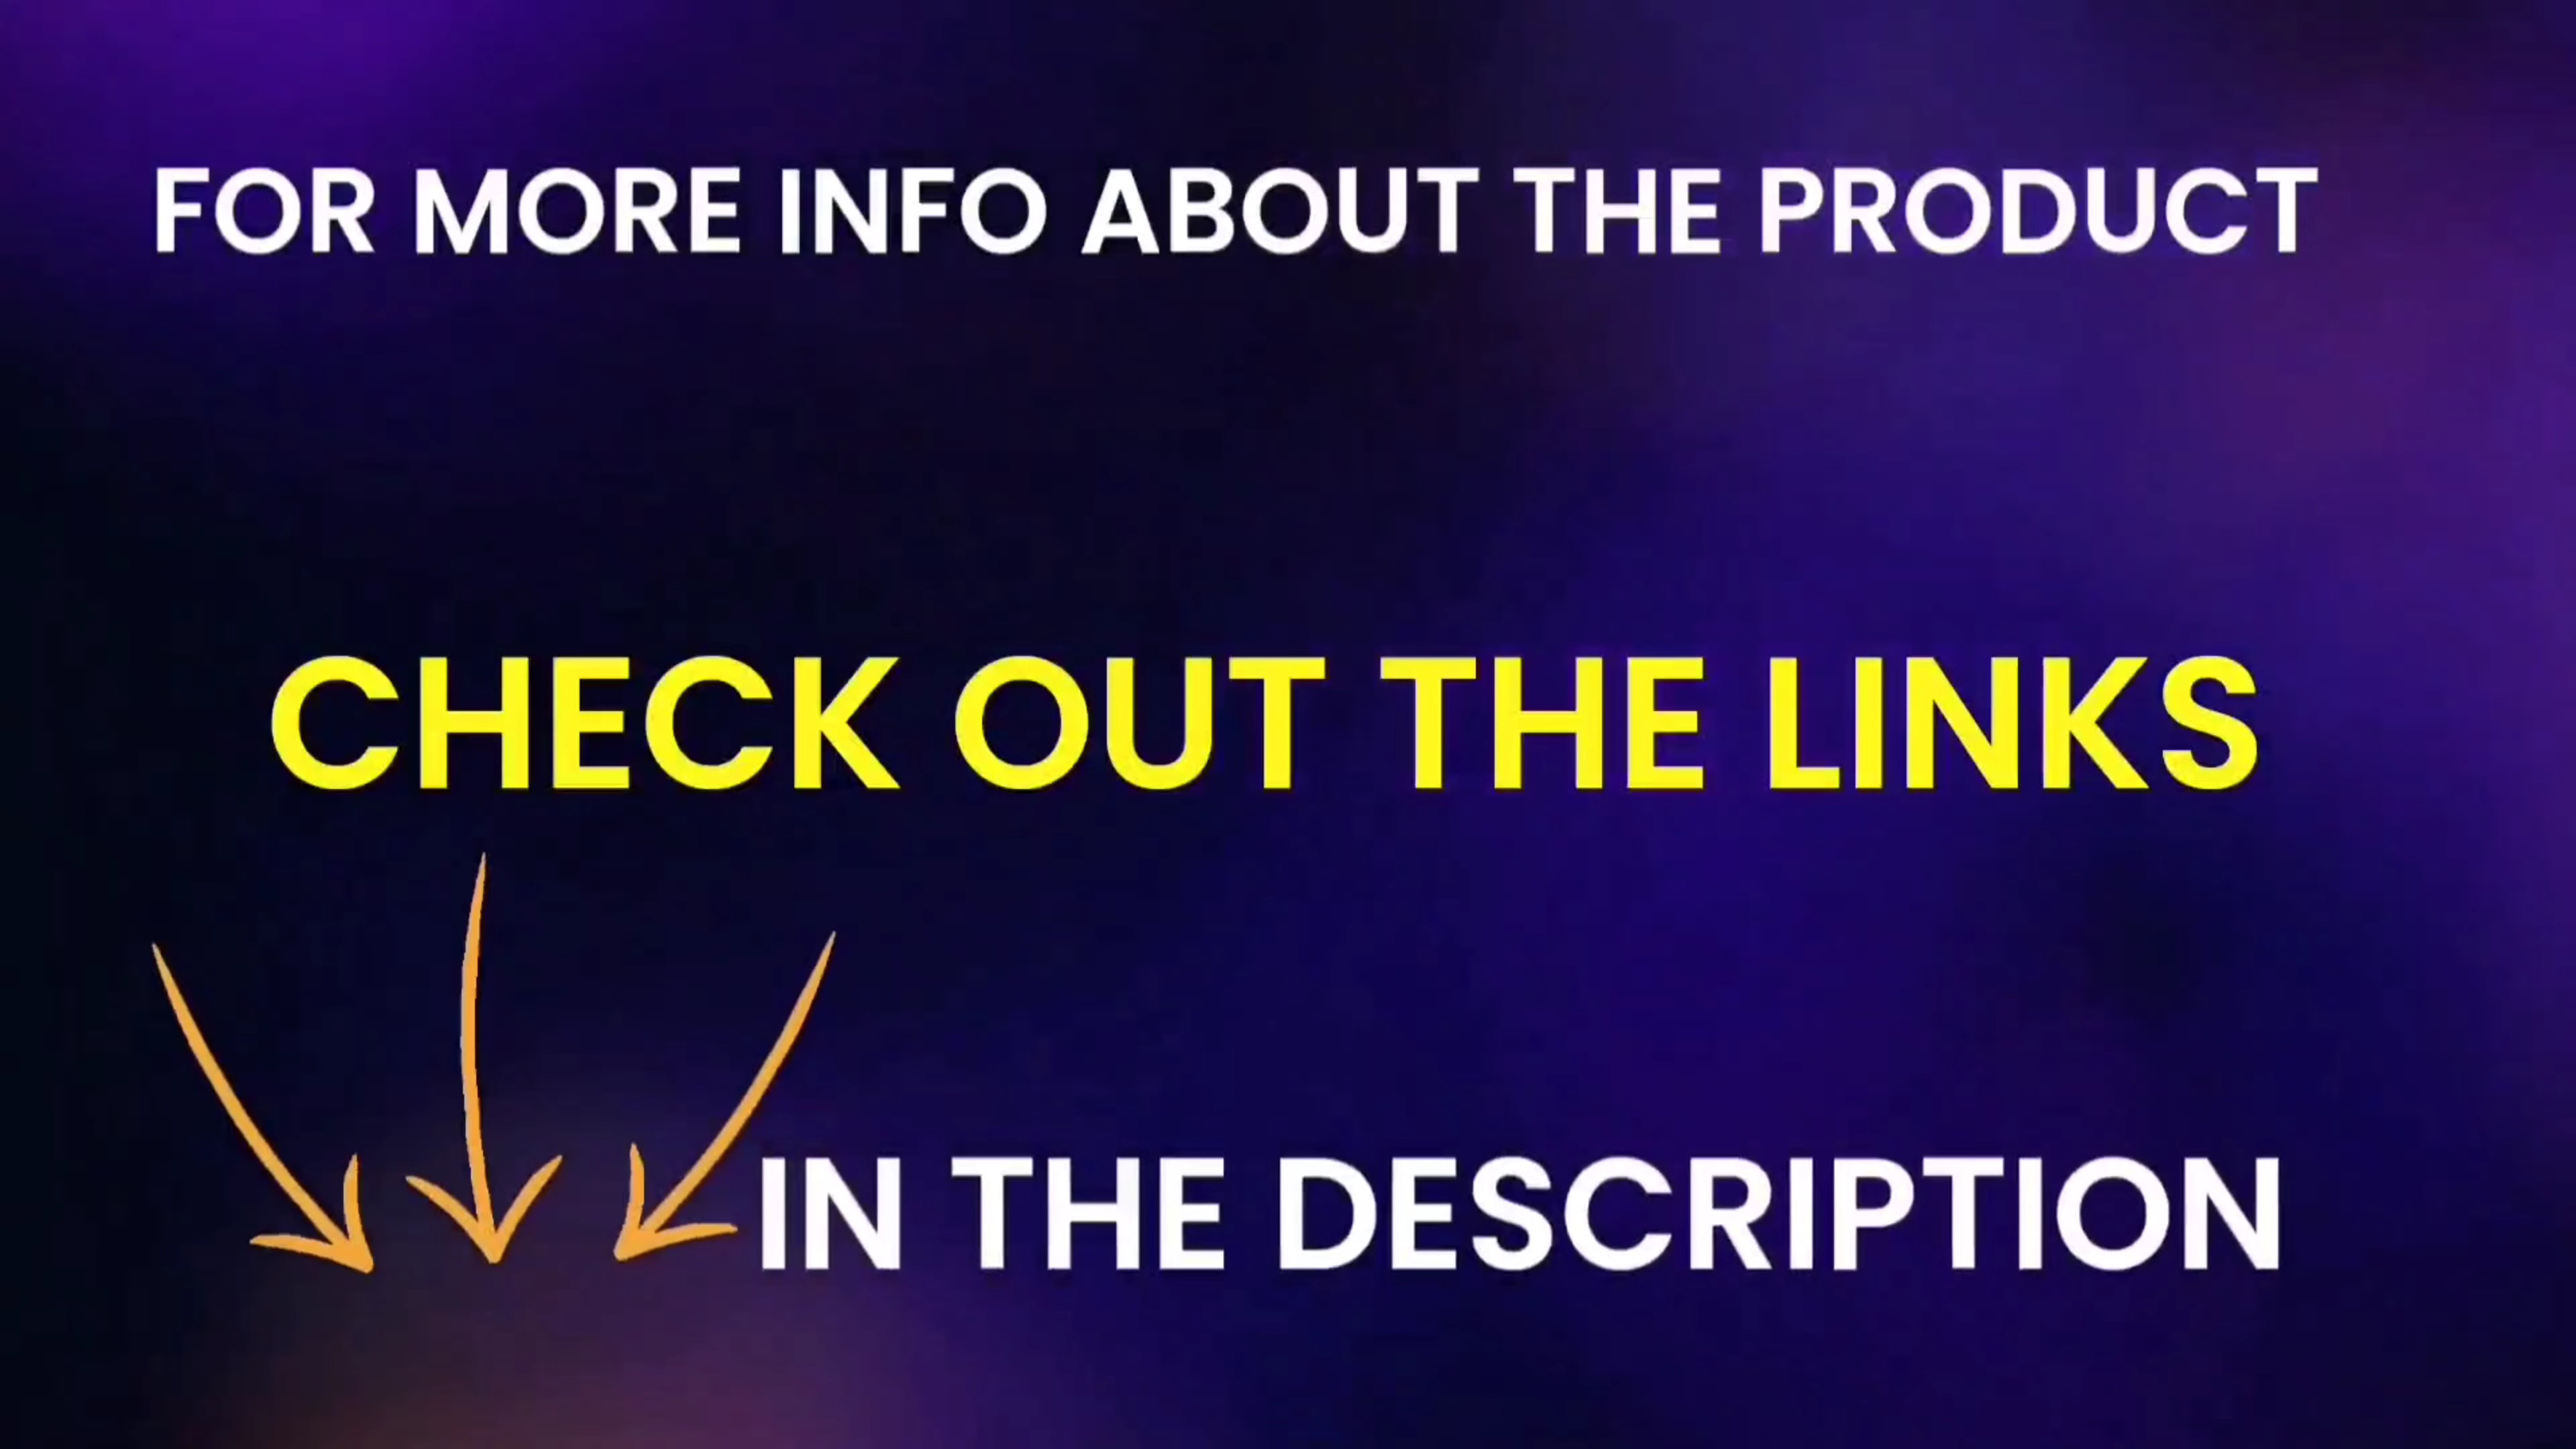 FOR MORE INFO ABOUT THE PRODUCT
CHECK OUT THE LINKS
IN THE DESCRIPTION